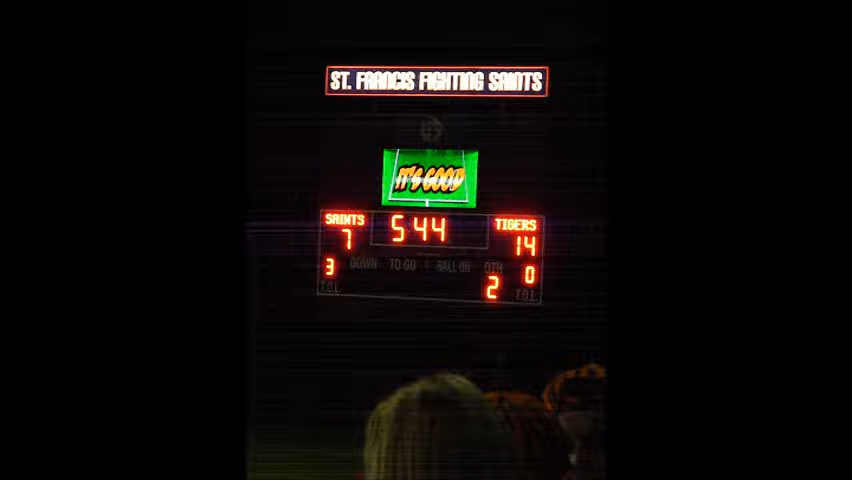 ST. FRANCIS FIGHTING SAINTS
IT'S GOOD
SAINTS 5:44 TIGERS
7 14
3 DOWN TO GO BALL ON QTR 0
T.O.L. 2 T.O.L.